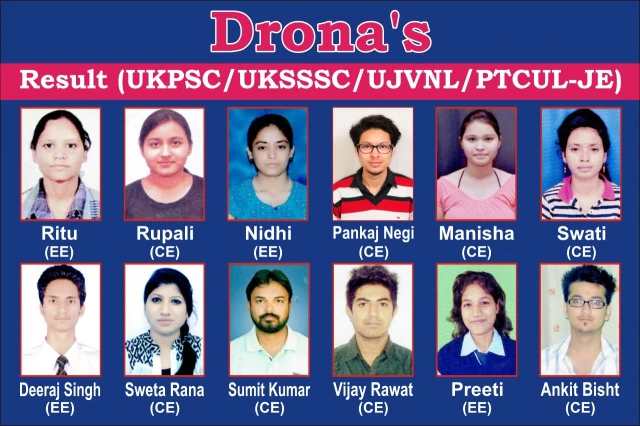 Drona's
Result (UKPSC/UKSSSC/UJVNL/PTCUL-JE)
Ritu Rupali Nidhi Pankaj Negi Manisha Swati
(EE) (CE) (EE) (CE) (CE) (CE)
Deeraj Singh Sweta Rana Sumit Kumar Vijay Rawat Preeti Ankit Bisht
(EE) (CE) (CE) (CE) (EE) (CE)